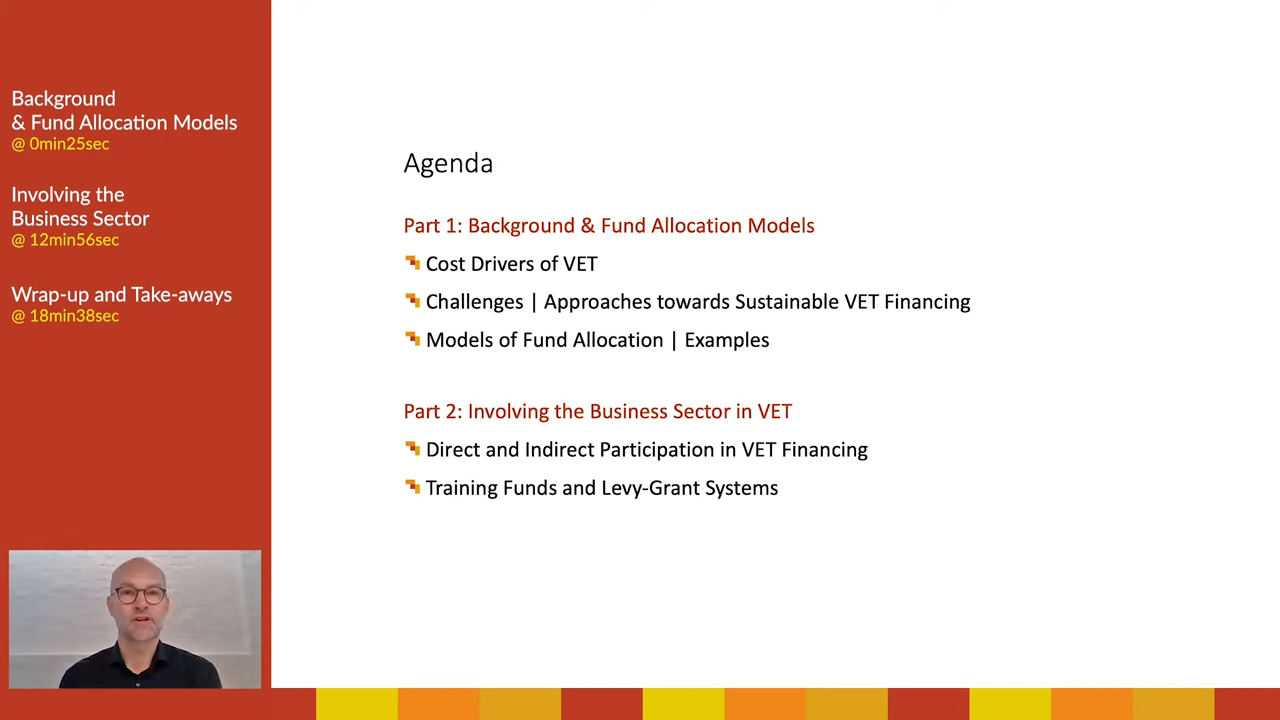 Background
& Fund Allocation Models
@ 0min25sec
Involving the
Business Sector
@ 12min56sec
Wrap-up and Take-aways
@ 18min38sec
Agenda
Part 1: Background & Fund Allocation Models
Cost Drivers of VET
Challenges | Approaches towards Sustainable VET Financing
Models of Fund Allocation | Examples
Part 2: Involving the Business Sector in VET
Direct and Indirect Participation in VET Financing
Training Funds and Levy-Grant Systems